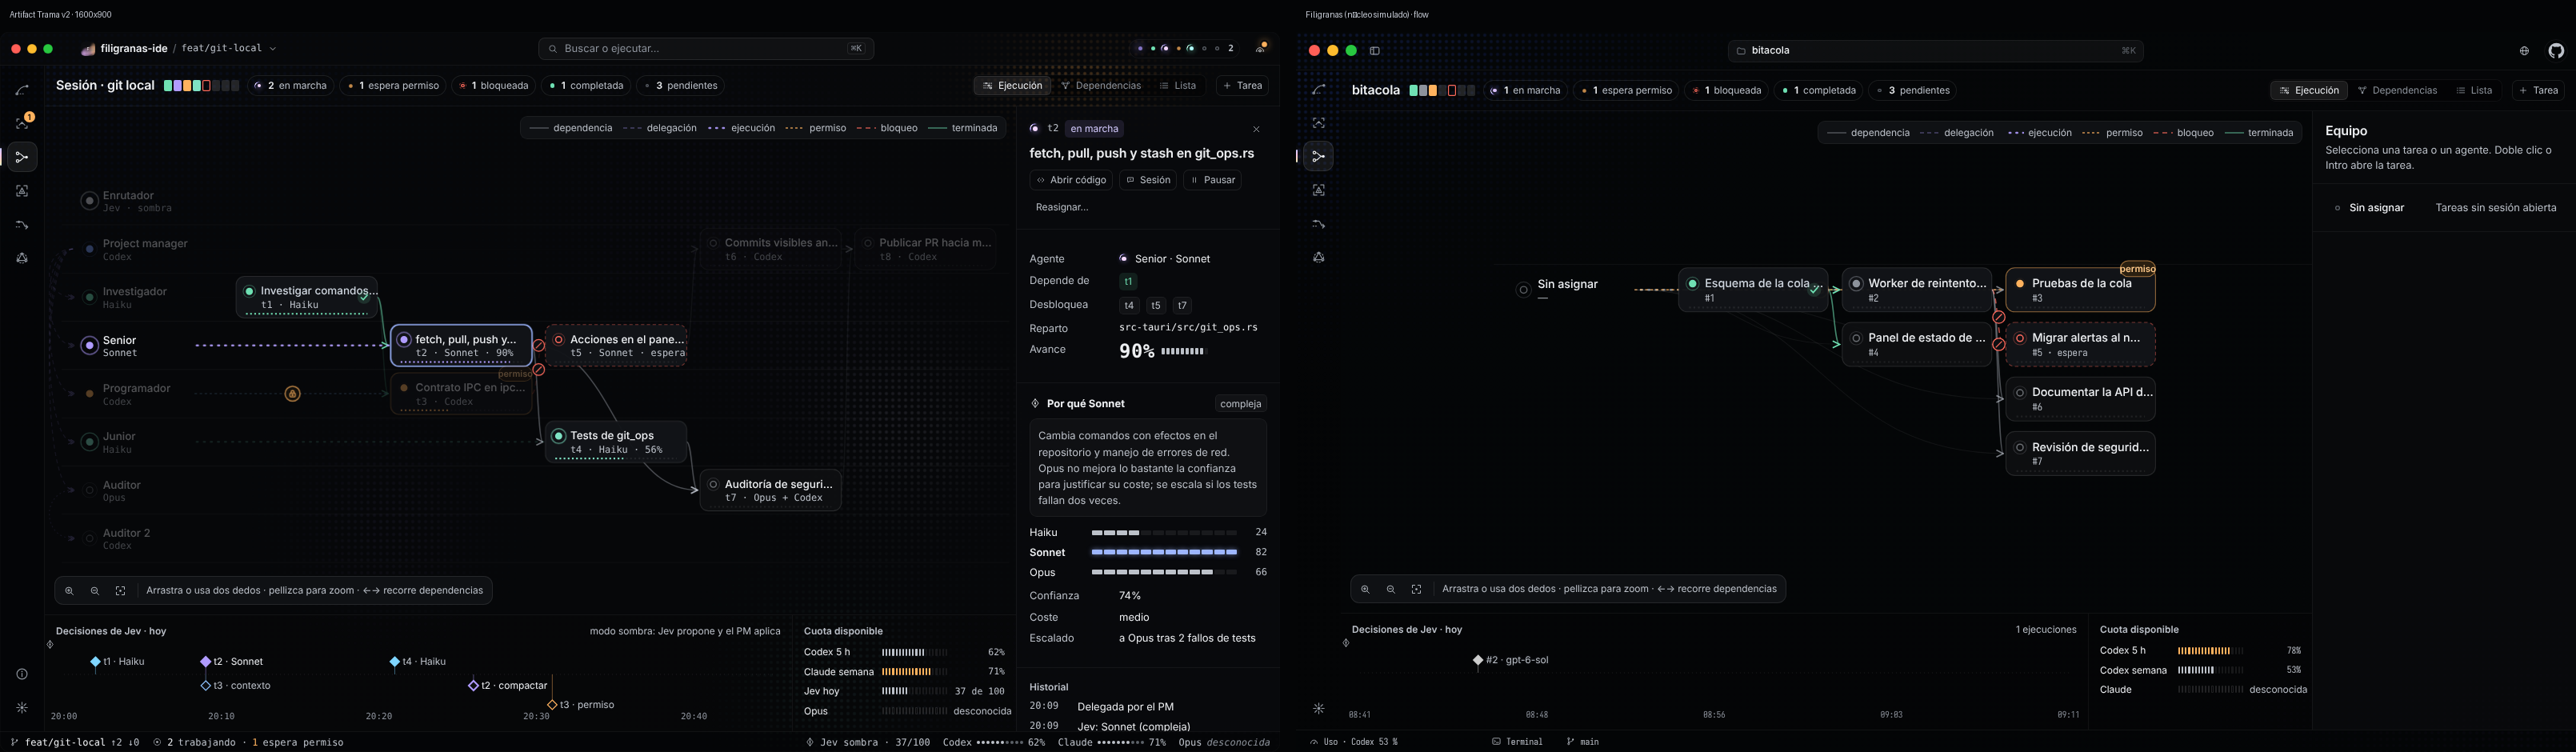 Artifact Trama v2 · 1600x900
filigranas-ide / feat/git-local
Buscar o ejecutar... ⌘K
2
Sesión · git local
2 en marcha
1 espera permiso
1 bloqueada
1 completada
3 pendientes
Ejecución
Dependencias
Lista
+ Tarea
1
dependencia
delegación
ejecución
permiso
bloqueo
terminada
Enrutador
Jev · sombra
Project manager
Codex
Investigador
Haiku
Senior
Sonnet
Programador
Codex
Junior
Haiku
Auditor
Opus
Auditor 2
Codex
Commits visibles an...
t6 · Codex
Publicar PR hacia m...
t8 · Codex
Investigar comandos...
t1 · Haiku
fetch, pull, push y...
t2 · Sonnet · 90%
Acciones en el pane...
t5 · Sonnet · espera
permiso
Contrato IPC en ipc...
t3 · Codex
Tests de git_ops
t4 · Haiku · 56%
Auditoría de seguri...
t7 · Opus + Codex
Arrastra o usa dos dedos · pellizca para zoom · ←→ recorre dependencias
t2 en marcha
fetch, pull, push y stash en git_ops.rs
Abrir código
Sesión
Pausar
Reasignar...
Agente Senior · Sonnet
Depende de t1
Desbloquea t4 t5 t7
Reparto src-tauri/src/git_ops.rs
Avance 90%
Por qué Sonnet compleja
Cambia comandos con efectos en el
repositorio y manejo de errores de red.
Opus no mejora lo bastante la confianza
para justificar su coste; se escala si los tests
fallan dos veces.
Haiku 24
Sonnet 82
Opus 66
Confianza 74%
Coste medio
Escalado a Opus tras 2 fallos de tests
Historial
20:09 Delegada por el PM
20:09 Jev: Sonnet (compleja)
Decisiones de Jev · hoy
modo sombra: Jev propone y el PM aplica
t1 · Haiku
t2 · Sonnet
t4 · Haiku
t3 · contexto
t2 · compactar
t3 · permiso
20:00 20:10 20:20 20:30 20:40
Cuota disponible
Codex 5 h 62%
Claude semana 71%
Jev hoy 37 de 100
Opus desconocida
feat/git-local ↑2 ↓0
2 trabajando · 1 espera permiso
Jev sombra · 37/100
Codex 62%
Claude 71%
Opus desconocida
Filigranas (núcleo simulado) · flow
bitacola ⌘K
bitacola
1 en marcha
1 espera permiso
1 bloqueada
1 completada
3 pendientes
Ejecución
Dependencias
Lista
+ Tarea
dependencia
delegación
ejecución
permiso
bloqueo
terminada
Equipo
Selecciona una tarea o un agente. Doble clic o
Intro abre la tarea.
Sin asignar Tareas sin sesión abierta
Sin asignar
—
Esquema de la cola ...
#1
Worker de reintento...
#2
permiso
Pruebas de la cola
#3
Panel de estado de ...
#4
Migrar alertas al n...
#5 · espera
Documentar la API d...
#6
Revisión de segurid...
#7
Arrastra o usa dos dedos · pellizca para zoom · ←→ recorre dependencias
Decisiones de Jev · hoy
1 ejecuciones
#2 · gpt-6-sol
08:41 08:48 08:56 09:03 09:11
Cuota disponible
Codex 5 h 78%
Codex semana 53%
Claude desconocida
Uso · Codex 53 %
Terminal
main